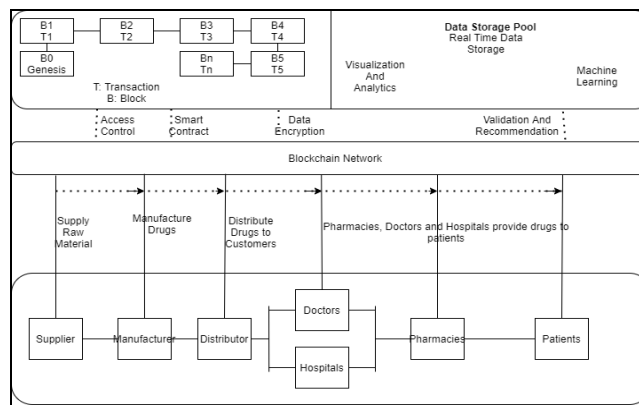 B1
T1
B2
T2
B3
T3
B4
T4
B0
Genesis
Bn
Tn
B5
T5
T: Transaction
B: Block
Data Storage Pool
Real Time Data
Storage
Visualization
And
Analytics
Machine
Learning
Access
Control
Smart
Contract
Data
Encryption
Validation And
Recommendation
Blockchain Network
Supply
Raw
Material
Manufacture
Drugs
Distribute
Drugs to
Customers
Pharmacies, Doctors and Hospitals provide drugs to
patients
Supplier
Manufacturer
Distributor
Doctors
Hospitals
Pharmacies
Patients